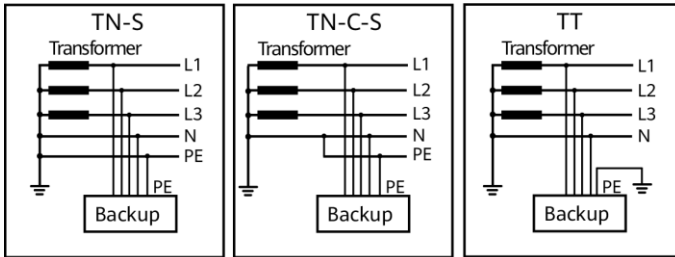 TN-S
Transformer
L1
L2
L3
N
PE
PE
Backup
TN-C-S
Transformer
L1
L2
L3
N
PE
PE
Backup
TT
Transformer
L1
L2
L3
N
PE
Backup